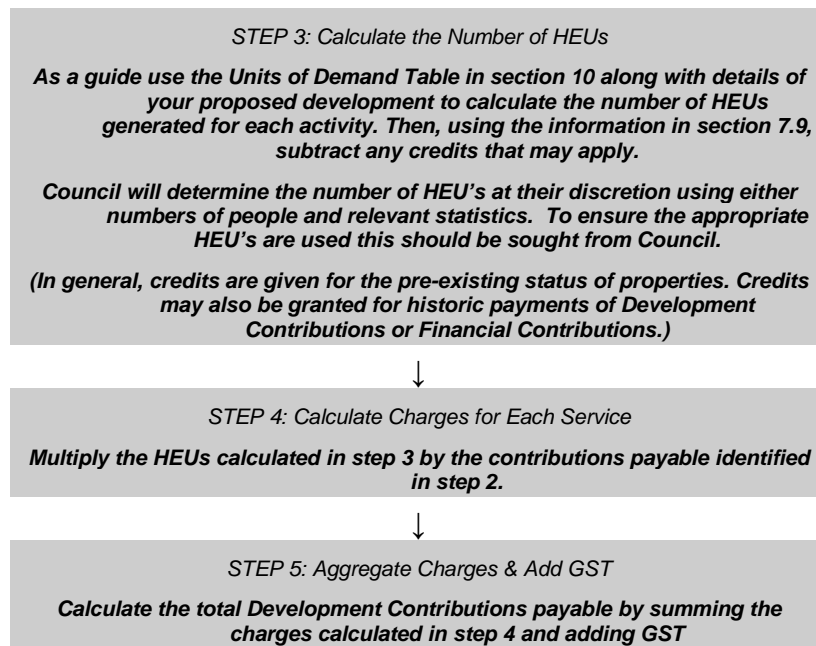 STEP 3: Calculate the Number of HEUs
As a guide use the Units of Demand Table in section 10 along with details of
your proposed development to calculate the number of HEUs
generated for each activity. Then, using the information in section 7.9,
subtract any credits that may apply.
Council will determine the number of HEU's at their discretion using either
numbers of people and relevant statistics.  To ensure the appropriate
HEU's are used this should be sought from Council.
(In general, credits are given for the pre-existing status of properties. Credits
may also be granted for historic payments of Development
Contributions or Financial Contributions.)
↓
STEP 4: Calculate Charges for Each Service
Multiply the HEUs calculated in step 3 by the contributions payable identified
in step 2.
↓
STEP 5: Aggregate Charges & Add GST
Calculate the total Development Contributions payable by summing the
charges calculated in step 4 and adding GST